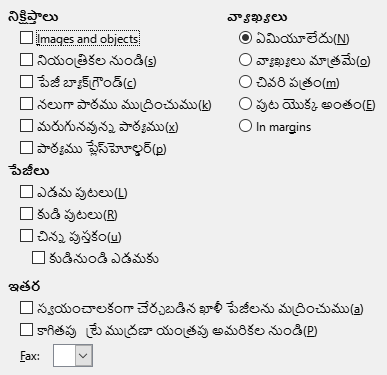 నిక్షిప్తాలు
Images and objects
నియంత్రికల నుండి(s)
పేజీ బ్యాక్‌గ్రౌండ్(c)
నలుగా పాఠము ముద్రించుము(k)
మరుగునవున్న పాఠ్యము(x)
పాఠ్యము ప్లేస్‌హోల్డర్(p)
వ్యాఖ్యలు
ఏమియూలేదు(N)
వ్యాఖ్యలు మాత్రమే(o)
చివరి పత్రం(m)
పుట యొక్క అంతం(E)
In margins
పేజీలు
ఎడమ పుటలు(L)
కుడి పుటలు(R)
చిన్న పుస్తకం(u)
కుడినుండి ఎడమకు
ఇతర
స్వయంచాలకంగా చేర్చబడిన ఖాళీ పేజీలను మద్రించుము(a)
కాగితపు ట్రే ముద్రణా యంత్రపు అమరికల నుండి(P)
Fax: